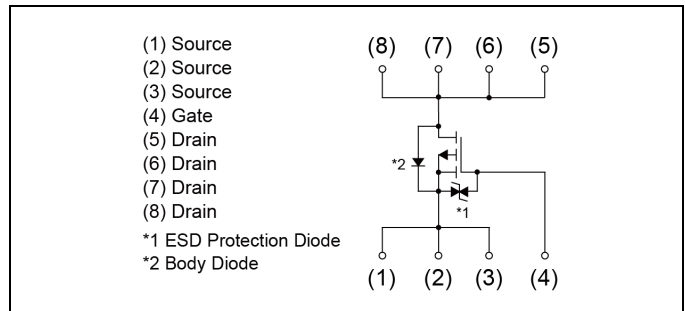 (1) Source
(2) Source
(3) Source
(4) Gate
(5) Drain
(6) Drain
(7) Drain
(8) Drain
*1 ESD Protection Diode
*2 Body Diode
(8) (7) (6) (5)
*2
*1
(1) (2) (3) (4)